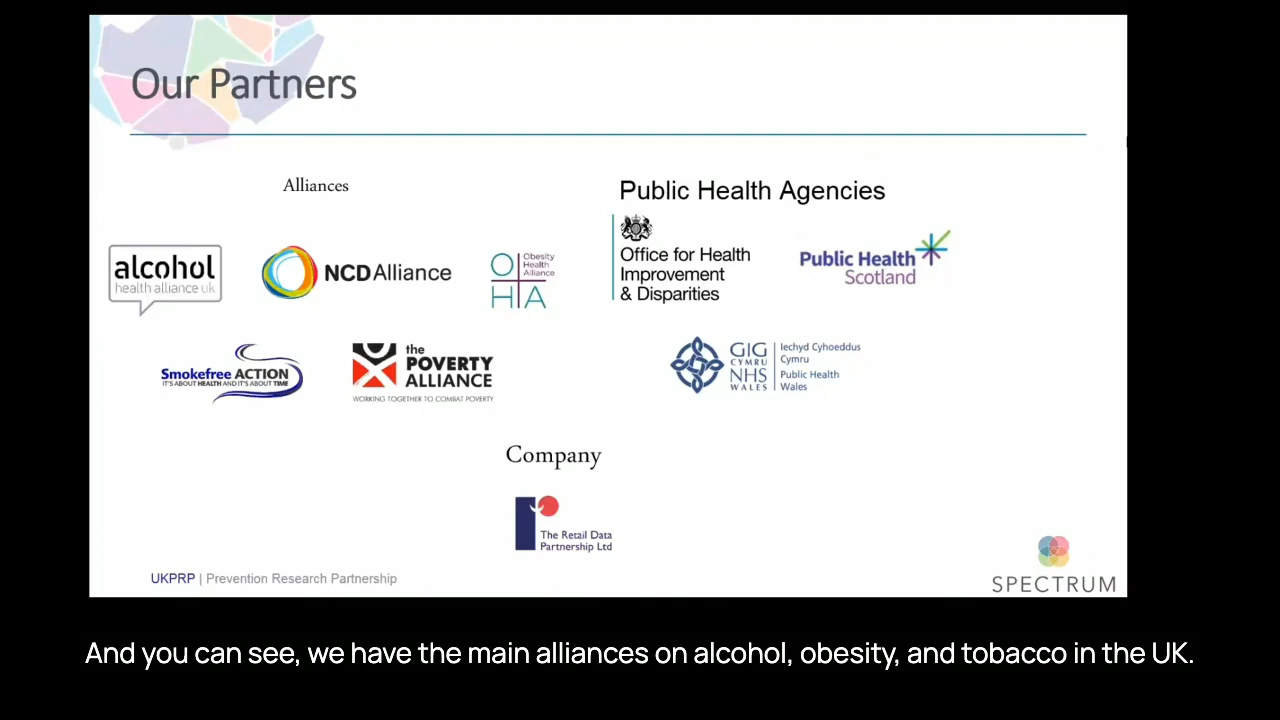 Our Partners
Alliances
Public Health Agencies
alcohol
health alliance uk
NCD Alliance
Obesity
Health
Alliance
O
H A
Office for Health
Improvement
& Disparities
Public Health
Scotland
Smokefree ACTION
IT'S ABOUT HEALTH AND IT'S ABOUT TIME
the
POVERTY
ALLIANCE
WORKING TOGETHER TO COMBAT POVERTY
GIG
CYMRU
NHS
WALES
Iechyd Cyhoeddus
Cymru
Public Health
Wales
Company
The Retail Data
Partnership Ltd
UKPRP | Prevention Research Partnership
SPECTRUM
And you can see, we have the main alliances on alcohol, obesity, and tobacco in the UK.